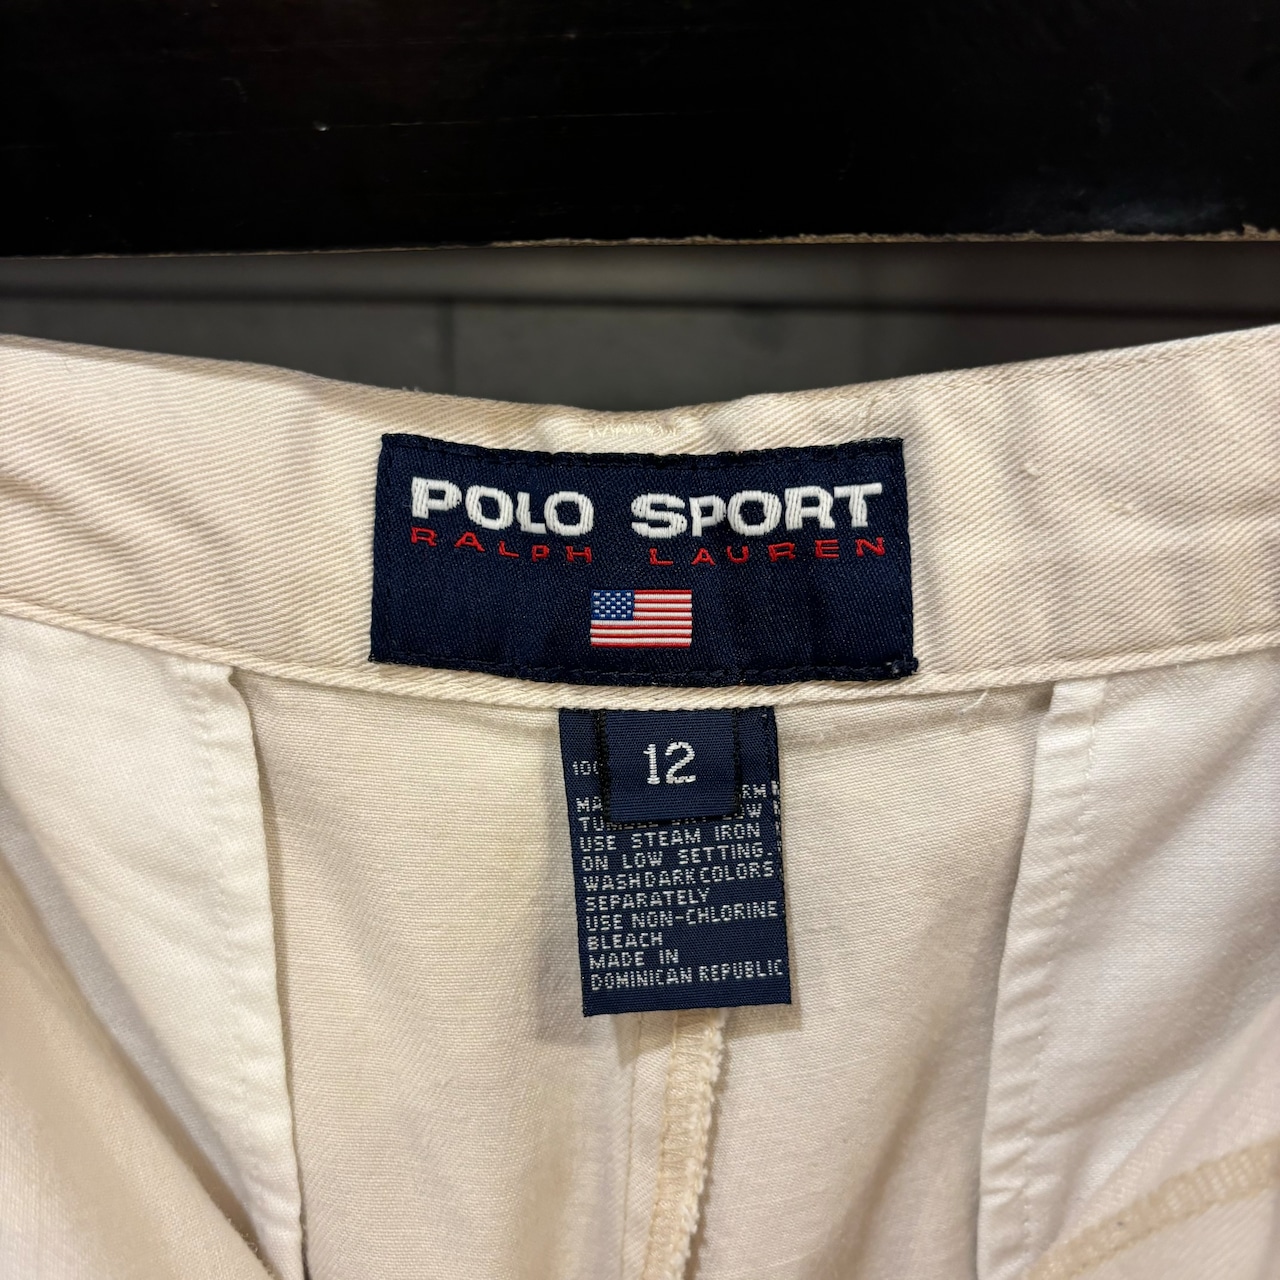 POLO SPORT
RALPH LAUREN
12
USE STEAM IRON
ON LOW SETTING.
WASH DARK COLORS
SEPARATELY
USE NON-CHLORINE
BLEACH
MADE IN
DOMINICAN REPUBLIC